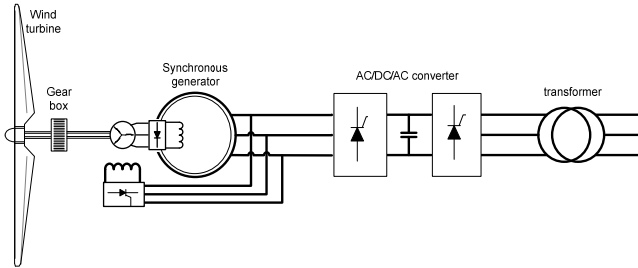 Wind
turbine
Gear
box
Synchronous
generator
AC/DC/AC converter
transformer